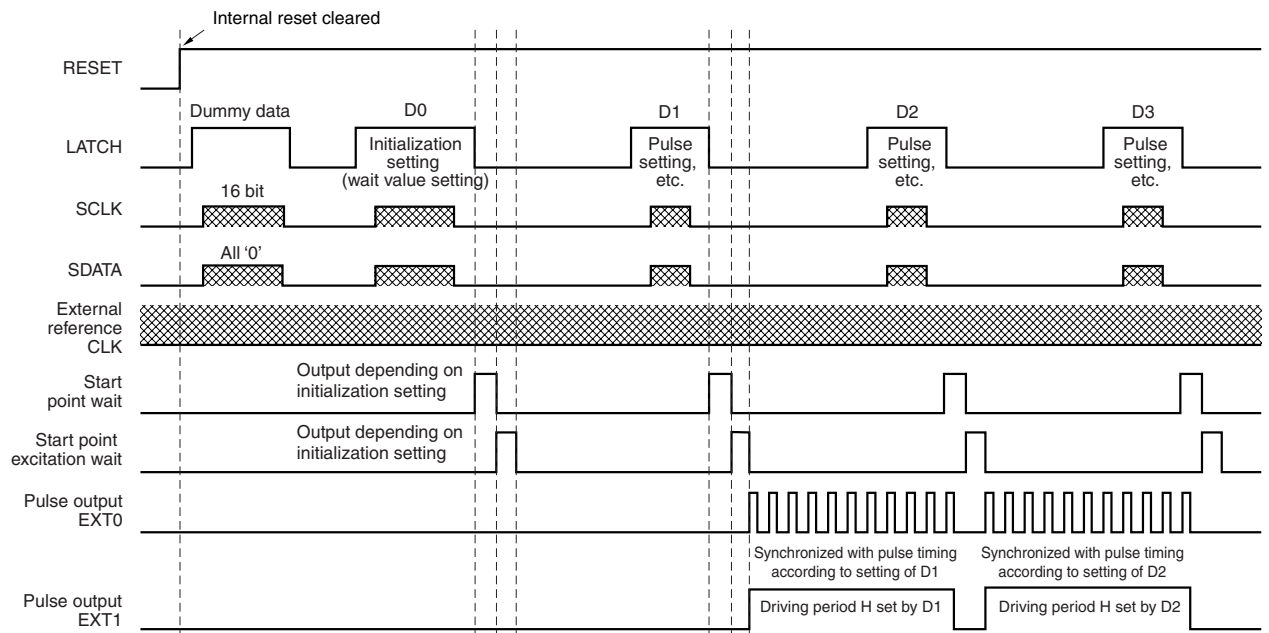 Internal reset cleared
RESET
Dummy data
D0
D1
D2
D3
LATCH
Initialization
setting
(wait value setting)
Pulse
setting,
etc.
Pulse
setting,
etc.
Pulse
setting,
etc.
16 bit
SCLK
All ‘0’
SDATA
External
reference
CLK
Start
point wait
Output depending on
initialization setting
Start point
excitation wait
Output depending on
initialization setting
Pulse output
EXT0
Synchronized with pulse timing
according to setting of D1
Synchronized with pulse timing
according to setting of D2
Pulse output
EXT1
Driving period H set by D1
Driving period H set by D2